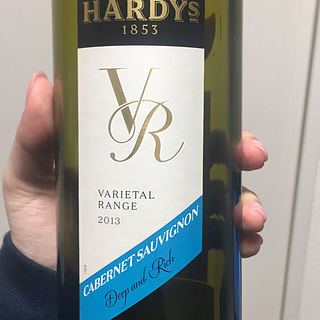 HARDYS
1853
VR
VARIETAL
RANGE
2013
CABERNET SAUVIGNON
Deep and Rich